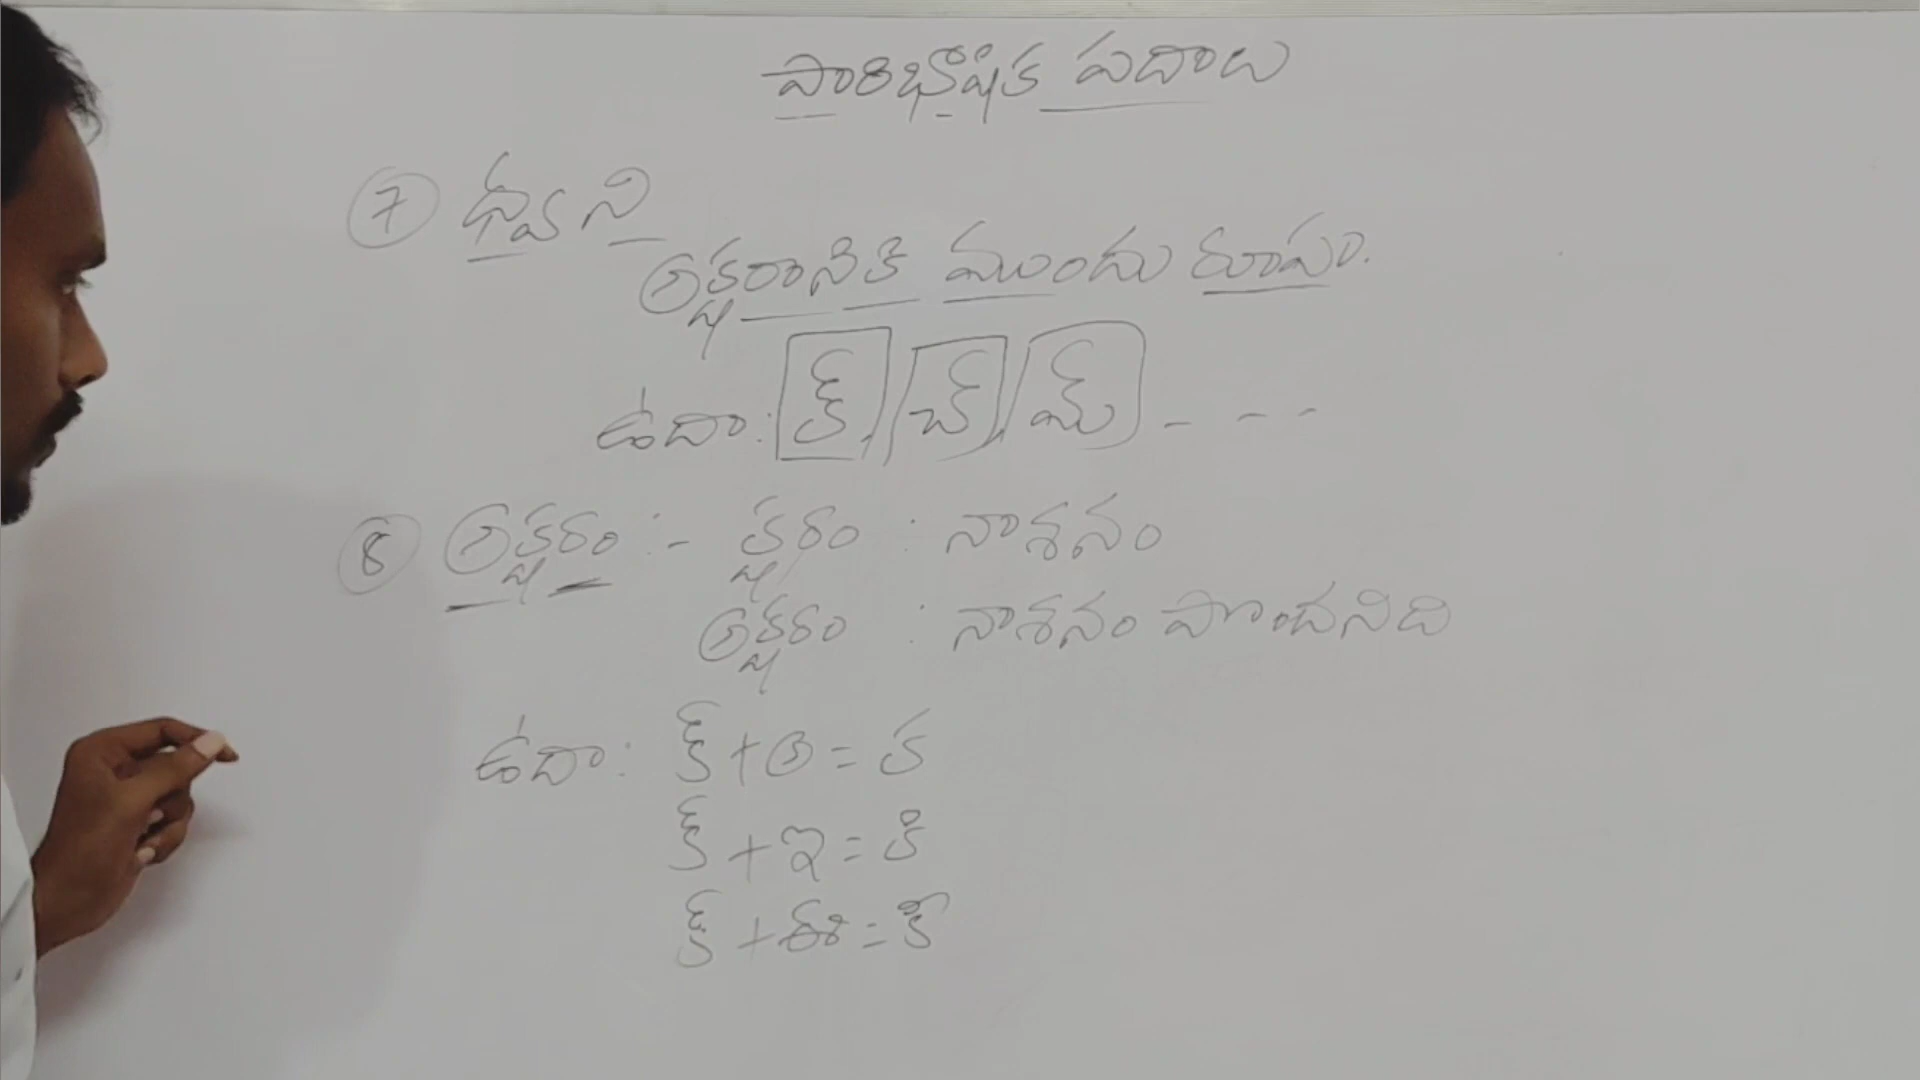 పారిభాషిక పదాలు
7 ధ్వని
అక్షరానికి ముందు రూపం.
ఉదా: క్, చ్, మ్ - - -
8 అక్షరం :- క్షరం : నాశనం
అక్షరం : నాశనం పొందనిది
ఉదా: క్ + అ = క
క్ + ఇ = కి
క్ + ఈ = కీ